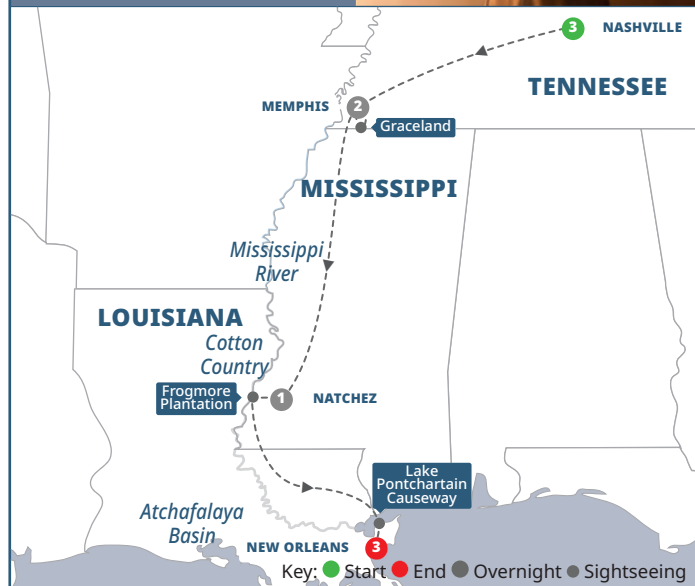 3 NASHVILLE
TENNESSEE
MEMPHIS 2
Graceland
MISSISSIPPI
Mississippi
River
LOUISIANA
Cotton
Country
Frogmore
Plantation
1 NATCHEZ
Lake
Pontchartain
Causeway
Atchafalaya
Basin
NEW ORLEANS 3
Key: Start End Overnight Sightseeing